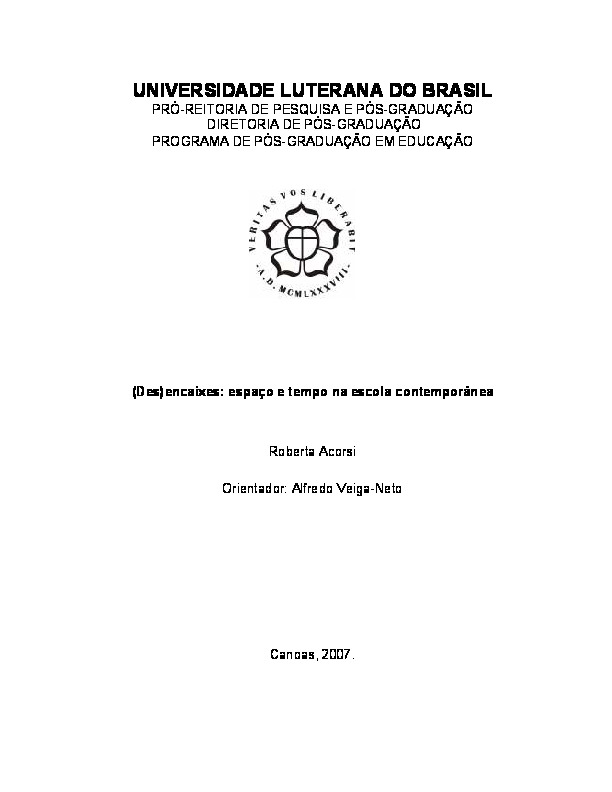 UNIVERSIDADE LUTERANA DO BRASIL
PRÓ-REITORIA DE PESQUISA E PÓS-GRADUAÇÃO
DIRETORIA DE PÓS-GRADUAÇÃO
PROGRAMA DE PÓS-GRADUAÇÃO EM EDUCAÇÃO
VERITAS VOS LIBERABIT
· A.D. MCMLXXXVIII ·
(Des)encaixes: espaço e tempo na escola contemporânea
Roberta Acorsi
Orientador: Alfredo Veiga-Neto
Canoas, 2007.